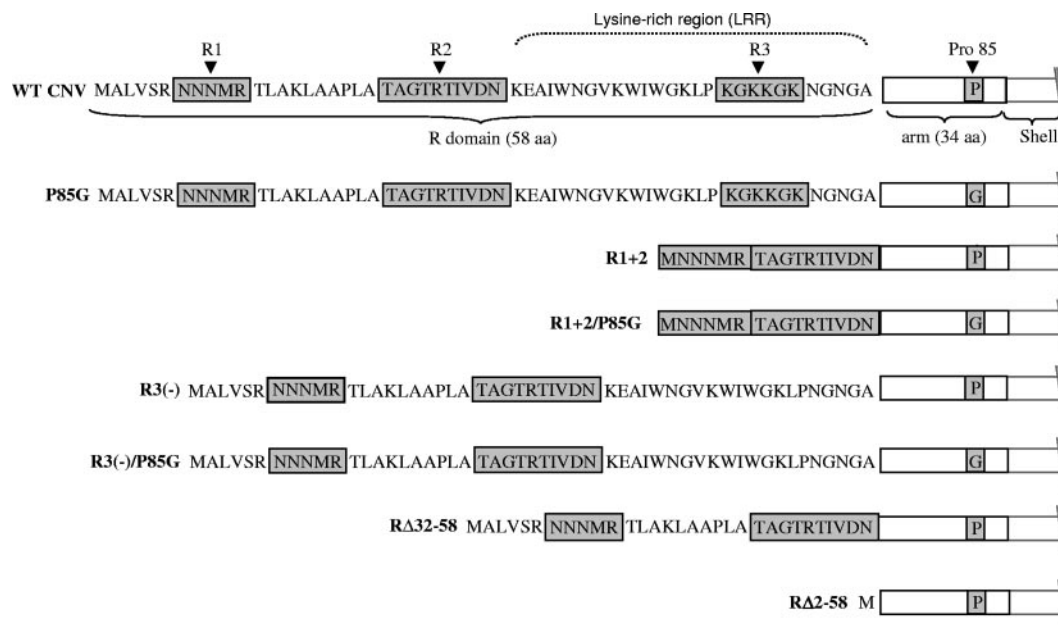 Lysine-rich region (LRR)
R1 R2 R3 Pro 85
WT CNV MALVSR NNNMR TLAKLAAPLA TAGTRTIVDN KEAIWNGVKWIWGKLP KGKKGK NGNGA P
R domain (58 aa) arm (34 aa) Shell
P85G MALVSR NNNMR TLAKLAAPLA TAGTRTIVDN KEAIWNGVKWIWGKLP KGKKGK NGNGA G
R1+2 MNNNMR TAGTRTIVDN P
R1+2/P85G MNNNMR TAGTRTIVDN G
R3(-) MALVSR NNNMR TLAKLAAPLA TAGTRTIVDN KEAIWNGVKWIWGKLPNGNGA P
R3(-)/P85G MALVSR NNNMR TLAKLAAPLA TAGTRTIVDN KEAIWNGVKWIWGKLPNGNGA G
RΔ32-58 MALVSR NNNMR TLAKLAAPLA TAGTRTIVDN P
RΔ2-58 M P